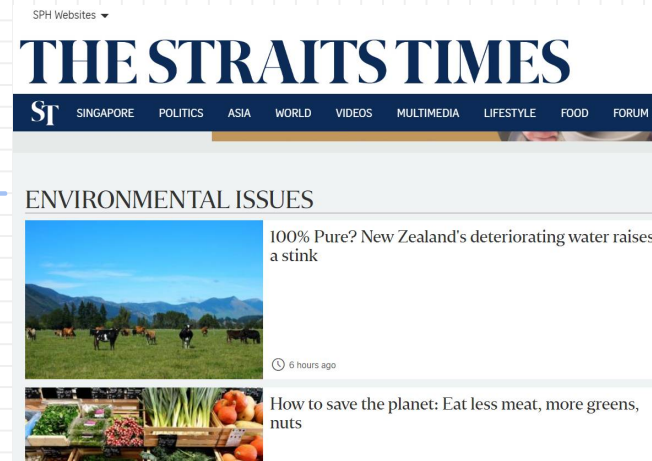 SPH Websites
THE STRAITS TIMES
ST SINGAPORE POLITICS ASIA WORLD VIDEOS MULTIMEDIA LIFESTYLE FOOD FORUM
ENVIRONMENTAL ISSUES
100% Pure? New Zealand's deteriorating water raises
a stink
6 hours ago
How to save the planet: Eat less meat, more greens,
nuts